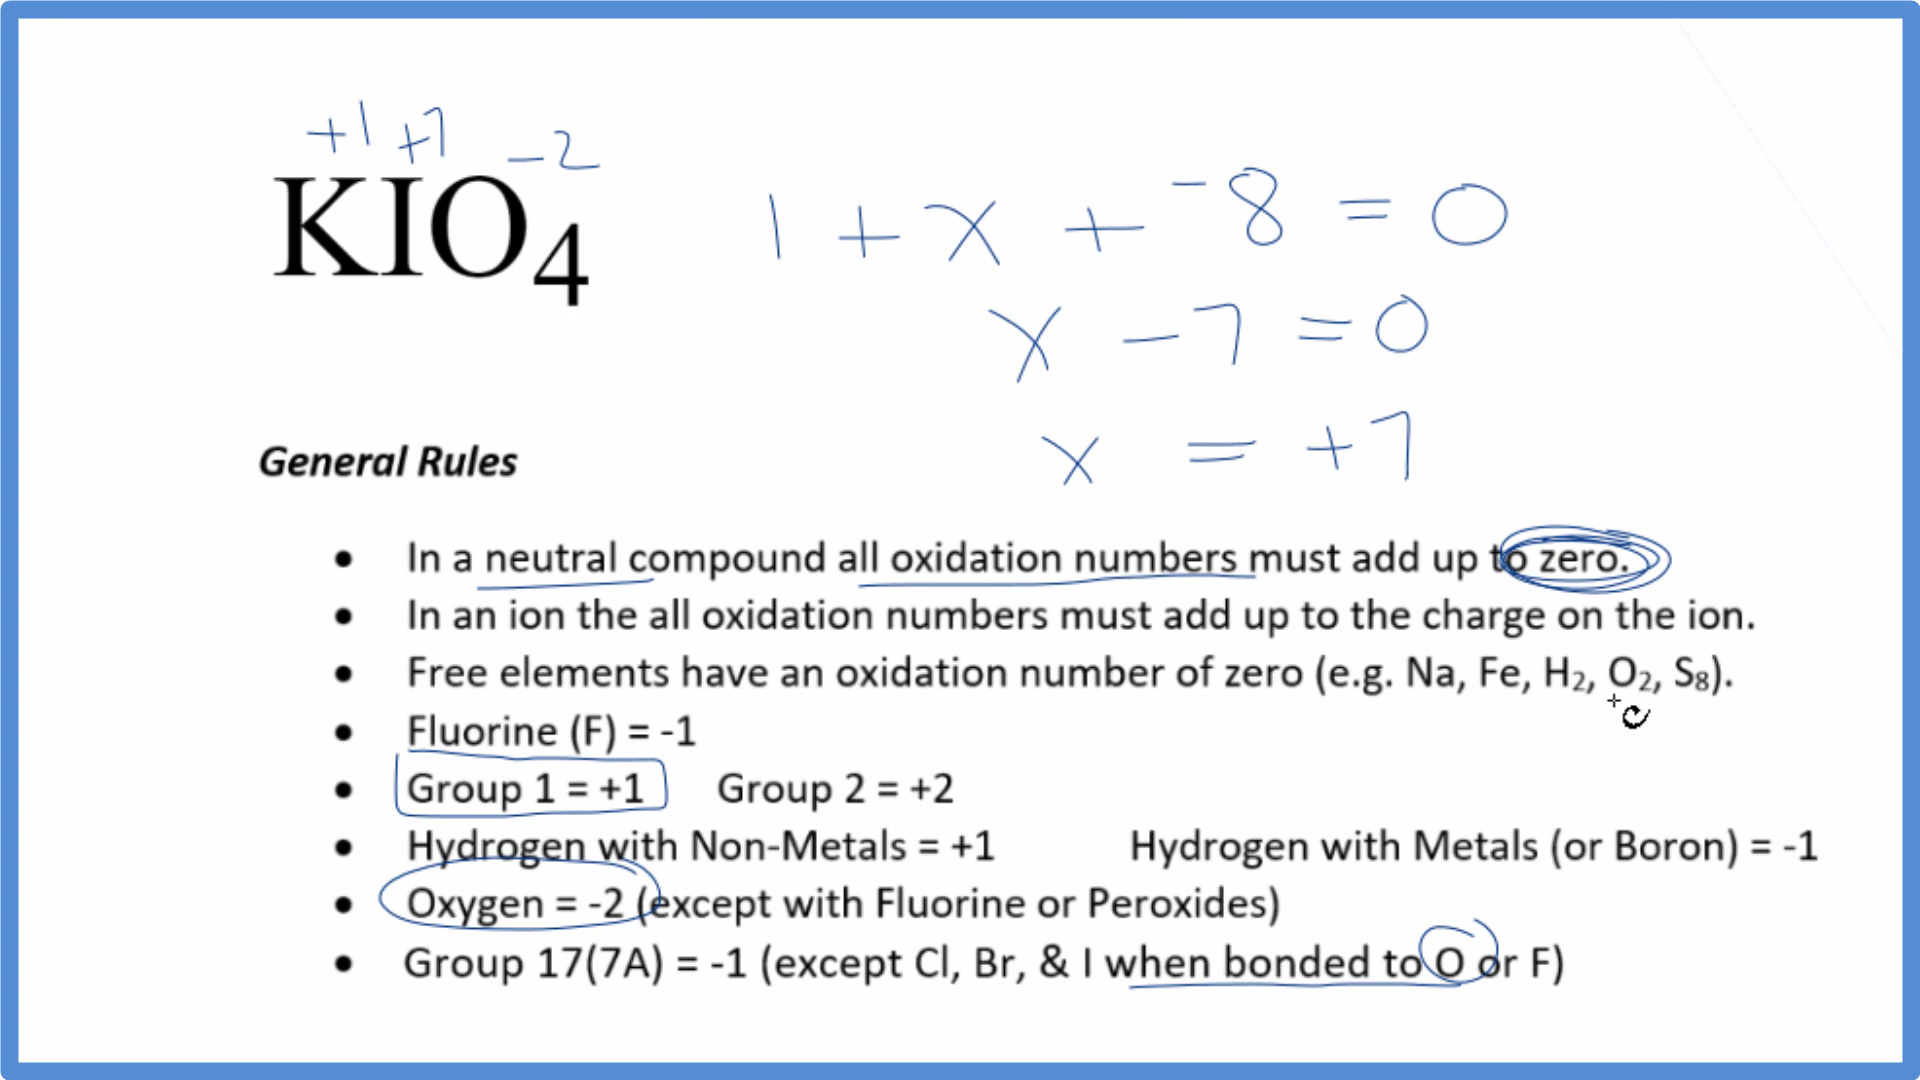 +1 +7 -2
KIO₄
1 + x + ⁻8 = 0
x - 7 = 0
x = +7
General Rules
• In a neutral compound all oxidation numbers must add up to zero.
• In an ion the all oxidation numbers must add up to the charge on the ion.
• Free elements have an oxidation number of zero (e.g. Na, Fe, H₂, O₂, S₈).
• Fluorine (F) = -1
• Group 1 = +1 Group 2 = +2
• Hydrogen with Non-Metals = +1 Hydrogen with Metals (or Boron) = -1
• Oxygen = -2 (except with Fluorine or Peroxides)
• Group 17(7A) = -1 (except Cl, Br, & I when bonded to O or F)